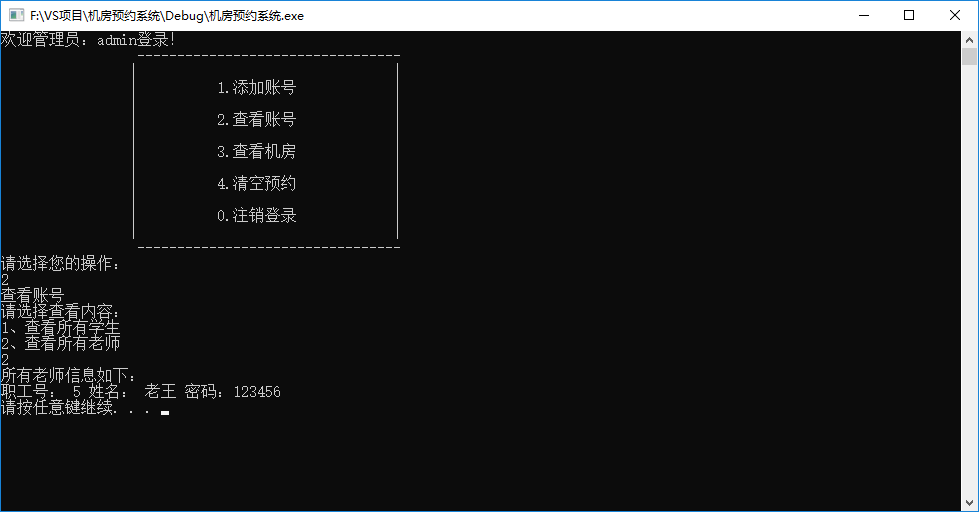 F:\VS项目\机房预约系统\Debug\机房预约系统.exe
欢迎管理员：admin登录!
---------------------------------
1.添加账号
2.查看账号
3.查看机房
4.清空预约
0.注销登录
---------------------------------
请选择您的操作：
2
查看账号
请选择查看内容：
1、查看所有学生
2、查看所有老师
2
所有老师信息如下：
职工号： 5 姓名： 老王 密码：123456
请按任意键继续. . .